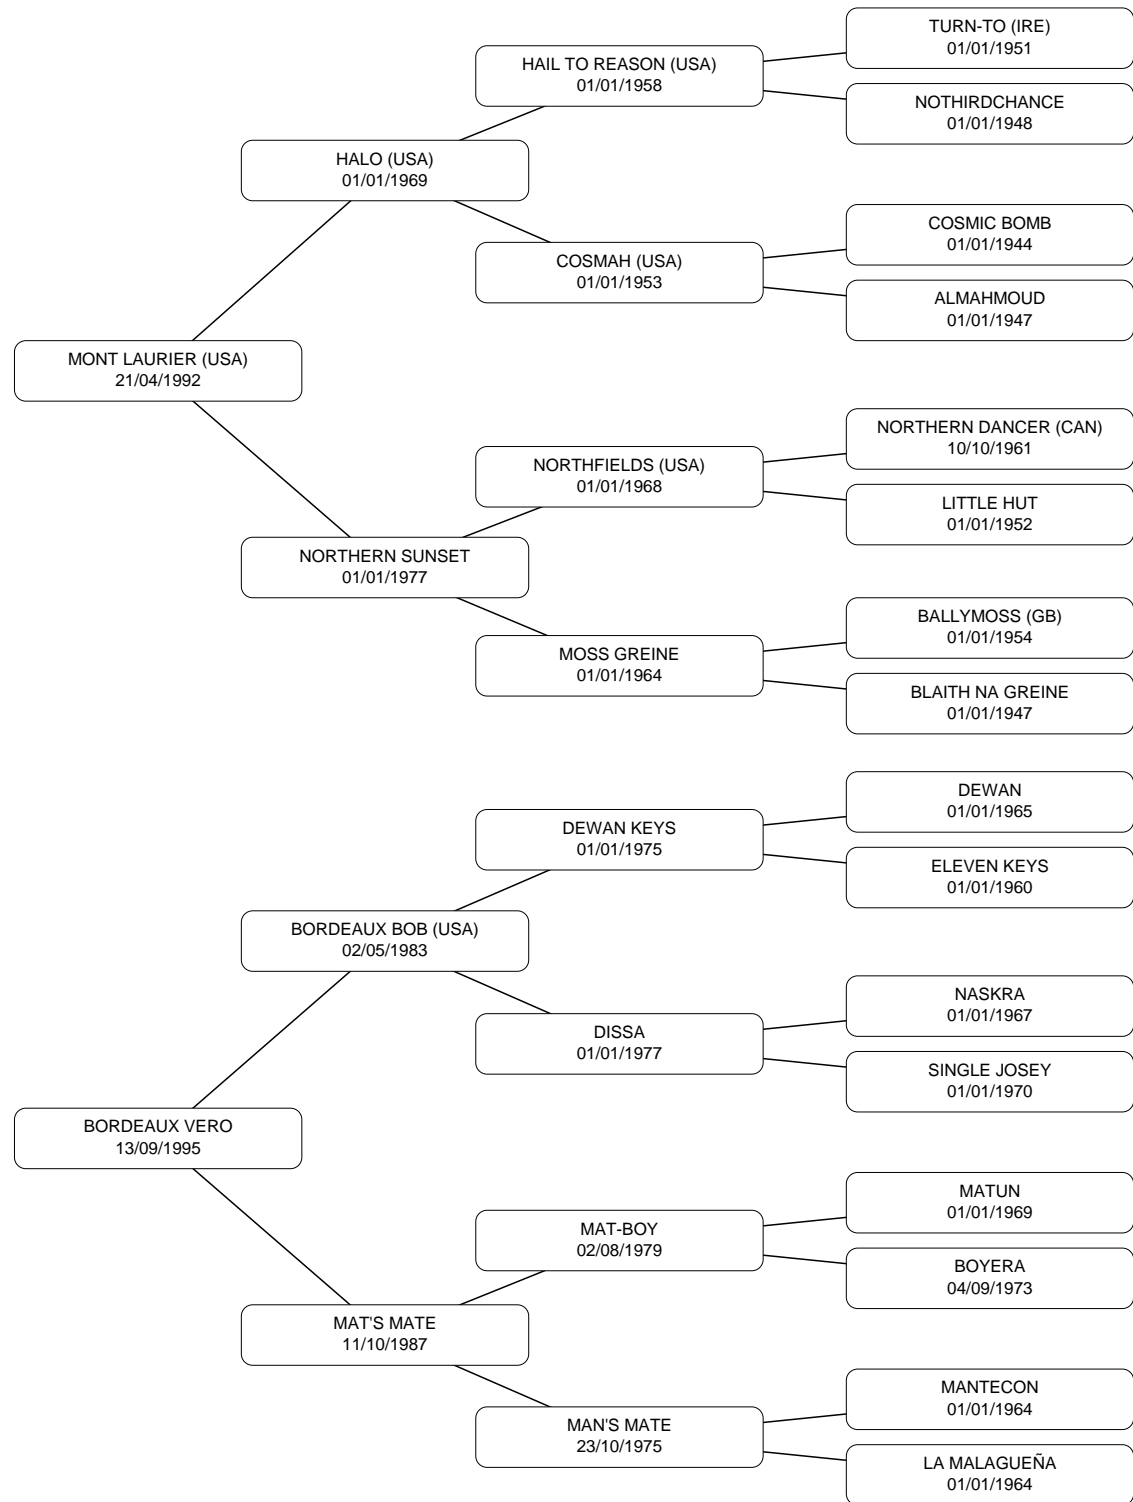 TURN-TO (IRE)
01/01/1951
HAIL TO REASON (USA)
01/01/1958
NOTHIRDCHANCE
01/01/1948
HALO (USA)
01/01/1969
COSMIC BOMB
01/01/1944
COSMAH (USA)
01/01/1953
ALMAHMOUD
01/01/1947
MONT LAURIER (USA)
21/04/1992
NORTHERN DANCER (CAN)
10/10/1961
NORTHFIELDS (USA)
01/01/1968
LITTLE HUT
01/01/1952
NORTHERN SUNSET
01/01/1977
BALLYMOSS (GB)
01/01/1954
MOSS GREINE
01/01/1964
BLAITH NA GREINE
01/01/1947
DEWAN
01/01/1965
DEWAN KEYS
01/01/1975
ELEVEN KEYS
01/01/1960
BORDEAUX BOB (USA)
02/05/1983
NASKRA
01/01/1967
DISSA
01/01/1977
SINGLE JOSEY
01/01/1970
BORDEAUX VERO
13/09/1995
MATUN
01/01/1969
MAT-BOY
02/08/1979
BOYERA
04/09/1973
MAT'S MATE
11/10/1987
MANTECON
01/01/1964
MAN'S MATE
23/10/1975
LA MALAGUEÑA
01/01/1964